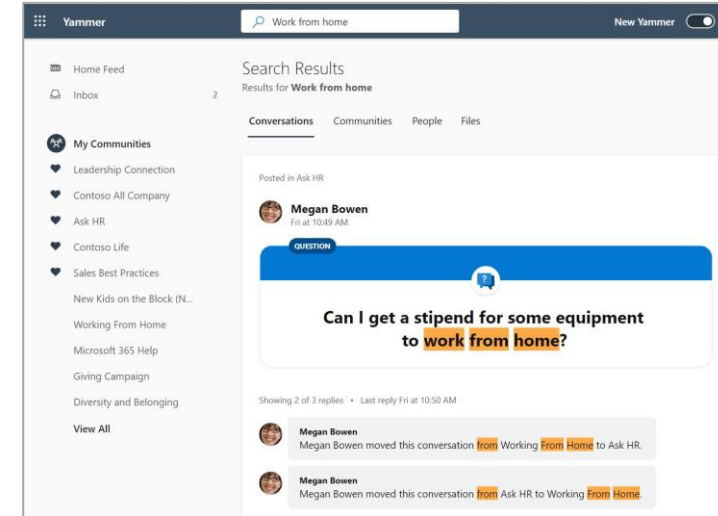 Yammer
Work from home
New Yammer
Home Feed
Inbox 2
My Communities
Leadership Connection
Contoso All Company
Ask HR
Contoso Life
Sales Best Practices
New Kids on the Block (N...
Working From Home
Microsoft 365 Help
Giving Campaign
Diversity and Belonging
View All
Search Results
Results for Work from home
Conversations Communities People Files
Posted in Ask HR
Megan Bowen
Fri at 10:49 AM
QUESTION
?
Can I get a stipend for some equipment
to work from home?
Showing 2 of 3 replies • Last reply Fri at 10:50 AM
Megan Bowen
Megan Bowen moved this conversation from Working From Home to Ask HR.
Megan Bowen
Megan Bowen moved this conversation from Ask HR to Working From Home.